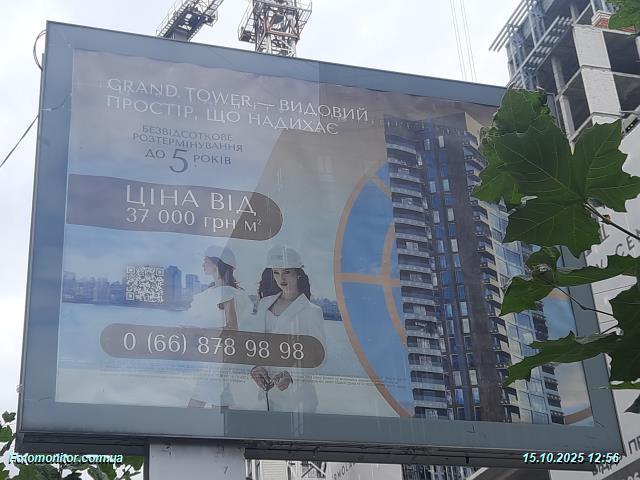 GRAND TOWER — ВИДОВИЙ
ПРОСТІР, ЩО НАДИХАЄ
БЕЗВІДСОТКОВЕ
РОЗТЕРМІНУВАННЯ
ДО 5 РОКІВ
ЦІНА ВІД
37 000 грн м²
0 (66) 878 98 98
Fotomonitor.com.ua
15.10.2025 12:56